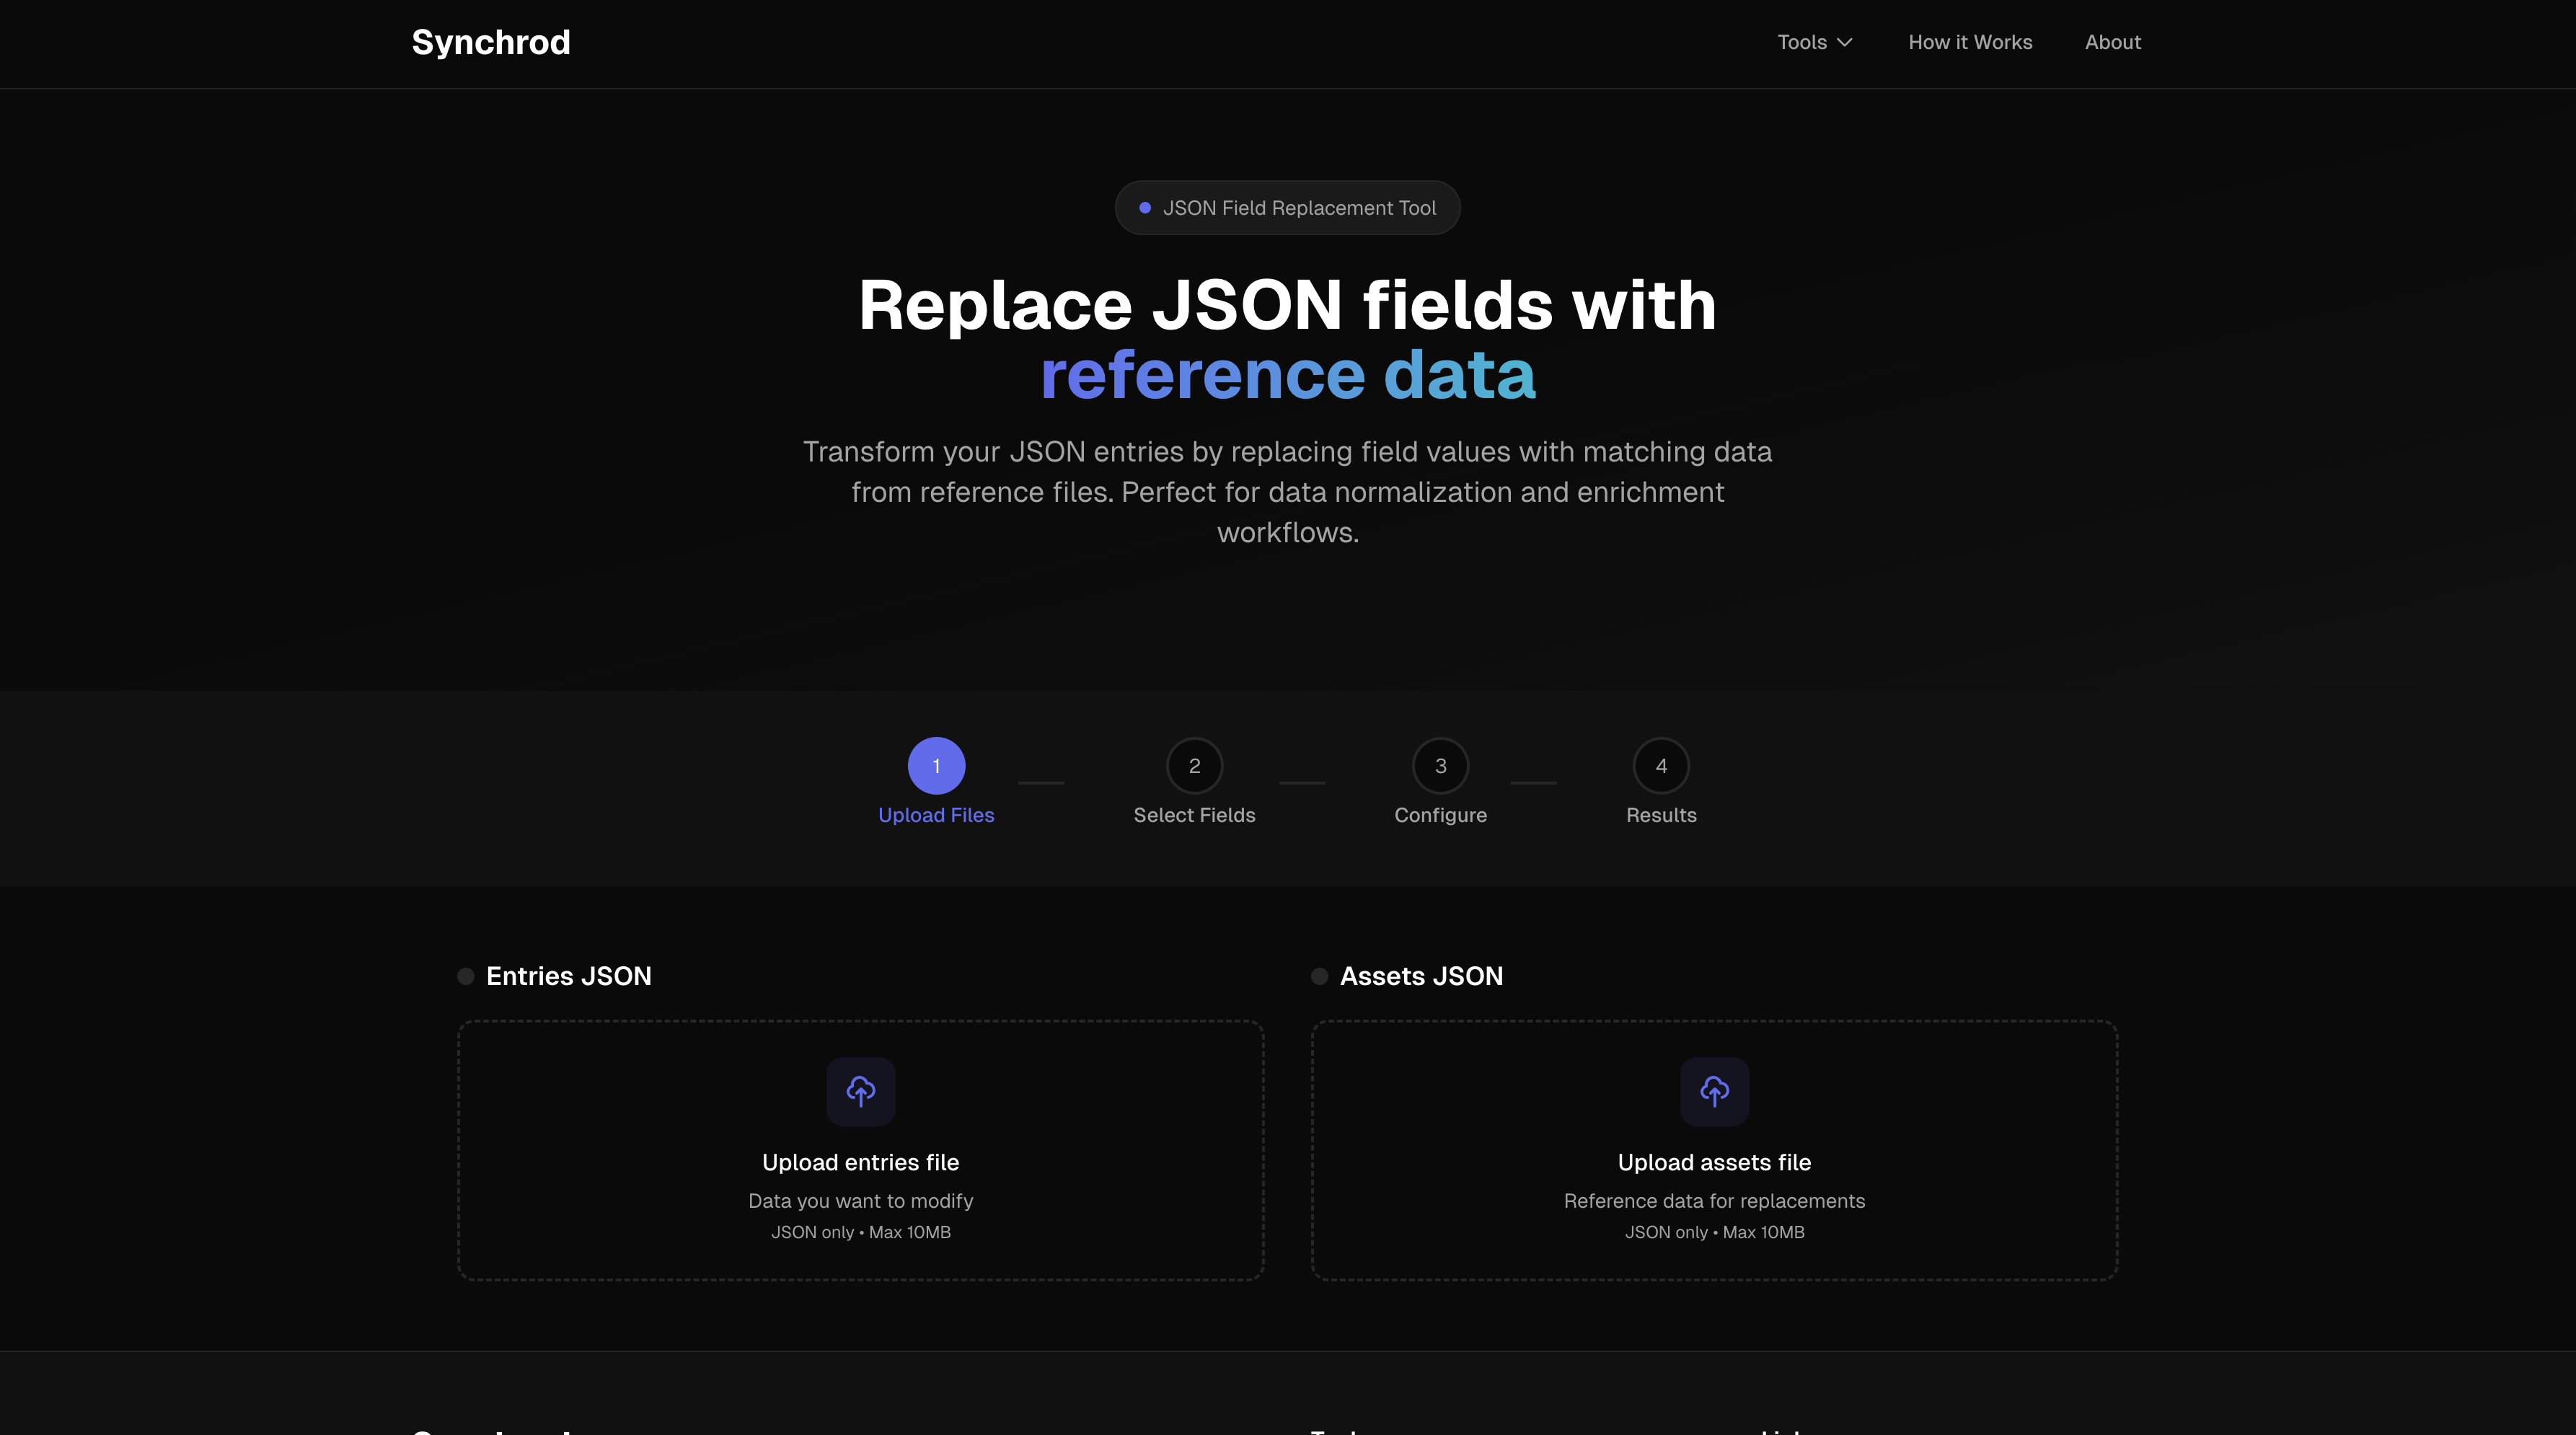 Synchrod
Tools
How it Works
About
JSON Field Replacement Tool
Replace JSON fields with
reference data
Transform your JSON entries by replacing field values with matching data
from reference files. Perfect for data normalization and enrichment
workflows.
1
Upload Files
2
Select Fields
3
Configure
4
Results
Entries JSON
Upload entries file
Data you want to modify
JSON only • Max 10MB
Assets JSON
Upload assets file
Reference data for replacements
JSON only • Max 10MB